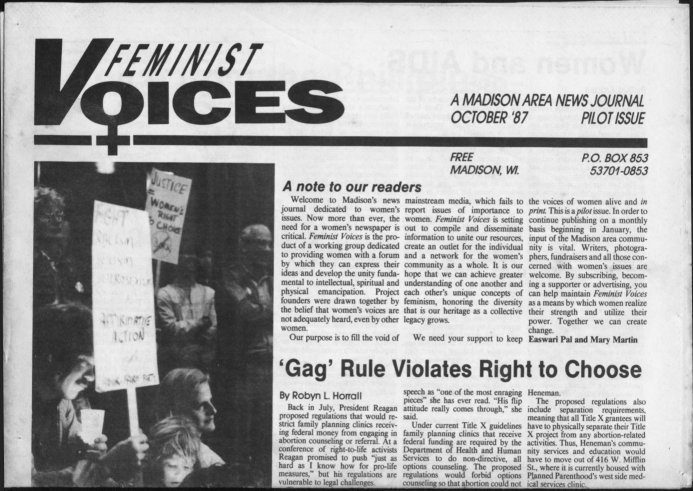 FEMINIST
VOICES
A MADISON AREA NEWS JOURNAL
OCTOBER '87 PILOT ISSUE
FREE P.O. BOX 853
MADISON, WI. 53701-0853
JUSTICE
=
WOMEN'S
RIGHT
TO CHOOSE
FIGHT
RACISM
AFFIRMATIVE
ACTION
A note to our readers
Welcome to Madison's news
journal dedicated to women's
issues. Now more than ever, the
need for a women's newspaper is
critical. Feminist Voices is the pro-
duct of a working group dedicated
to providing women with a forum
by which they can express their
ideas and develop the unity funda-
mental to intellectual, spiritual and
physical emancipation. Project
founders were drawn together by
the belief that women's voices are
not adequately heard, even by other
women.
Our purpose is to fill the void of
mainstream media, which fails to
report issues of importance to
women. Feminist Voices is setting
out to compile and disseminate
information to unite our resources,
create an outlet for the individual
and a network for the women's
community as a whole. It is our
hope that we can achieve greater
understanding of one another and
each other's unique concepts of
feminism, honoring the diversity
that is our heritage as a collective
legacy grows.
We need your support to keep
the voices of women alive and in
print. This is a pilot issue. In order to
continue publishing on a monthly
basis beginning in January, the
input of the Madison area commu-
nity is vital. Writers, photogra-
phers, fundraisers and all those con-
cerned with women's issues are
welcome. By subscribing, becom-
ing a supporter or advertising, you
can help maintain Feminist Voices
as a means by which women realize
their strength and utilize their
power. Together we can create
change.
Easwari Pal and Mary Martin
'Gag' Rule Violates Right to Choose
By Robyn L. Horrall
Back in July, President Reagan
proposed regulations that would re-
strict family planning clinics receiv-
ing federal money from engaging in
abortion counseling or referral. At a
conference of right-to-life activists
Reagan promised to push "just as
hard as I know how for pro-life
measures," but his regulations are
vulnerable to legal challenges.
speech as "one of the most enraging
pieces" she has ever read. "His flip
attitude really comes through," she
said.
Under current Title X guidelines
family planning clinics that receive
federal funding are required by the
Department of Health and Human
Services to do non-directive, all
options counseling. The proposed
regulations would forbid options
counseling so that abortion could not
Heneman.
The proposed regulations also
include separation requirements,
meaning that all Title X grantees will
have to physically separate their Title
X project from any abortion-related
activities. Thus, Heneman's commu-
nity services and education would
have to move out of 416 W. Mifflin
St., where it is currently housed with
Planned Parenthood's west side med-
ical services clinic.